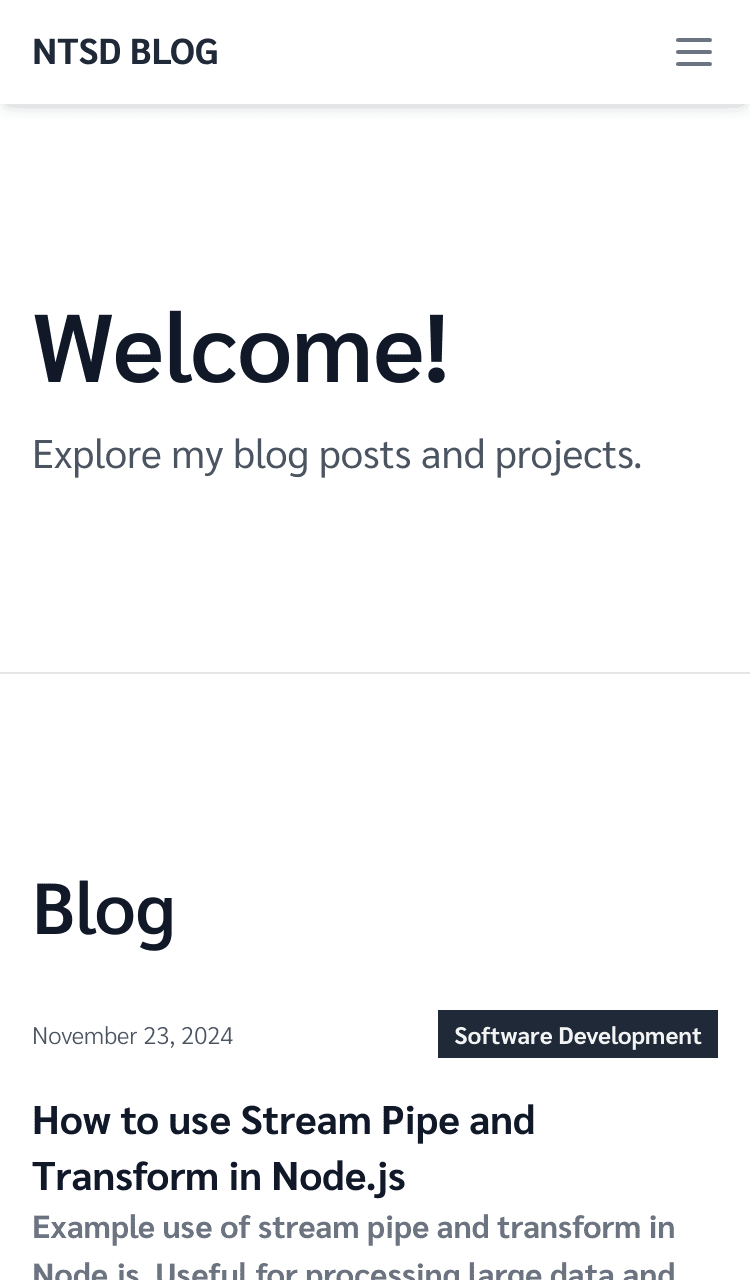 NTSD BLOG
Welcome!
Explore my blog posts and projects.
Blog
November 23, 2024
Software Development
How to use Stream Pipe and
Transform in Node.js
Example use of stream pipe and transform in
Node.js. Useful for processing large data and